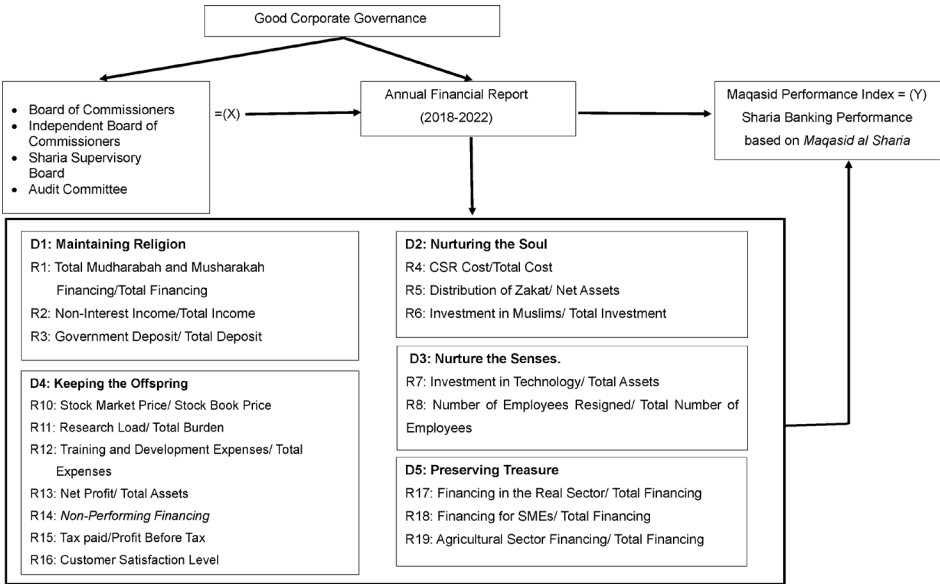 Good Corporate Governance
• Board of Commissioners
• Independent Board of
Commissioners
• Sharia Supervisory
Board
• Audit Committee
=(X)
Annual Financial Report
(2018-2022)
Maqasid Performance Index = (Y)
Sharia Banking Performance
based on Maqasid al Sharia
D1: Maintaining Religion
R1: Total Mudharabah and Musharakah
Financing/Total Financing
R2: Non-Interest Income/Total Income
R3: Government Deposit/ Total Deposit
D2: Nurturing the Soul
R4: CSR Cost/Total Cost
R5: Distribution of Zakat/ Net Assets
R6: Investment in Muslims/ Total Investment
D3: Nurture the Senses.
R7: Investment in Technology/ Total Assets
R8: Number of Employees Resigned/ Total Number of
Employees
D4: Keeping the Offspring
R10: Stock Market Price/ Stock Book Price
R11: Research Load/ Total Burden
R12: Training and Development Expenses/ Total
Expenses
R13: Net Profit/ Total Assets
R14: Non-Performing Financing
R15: Tax paid/Profit Before Tax
R16: Customer Satisfaction Level
D5: Preserving Treasure
R17: Financing in the Real Sector/ Total Financing
R18: Financing for SMEs/ Total Financing
R19: Agricultural Sector Financing/ Total Financing